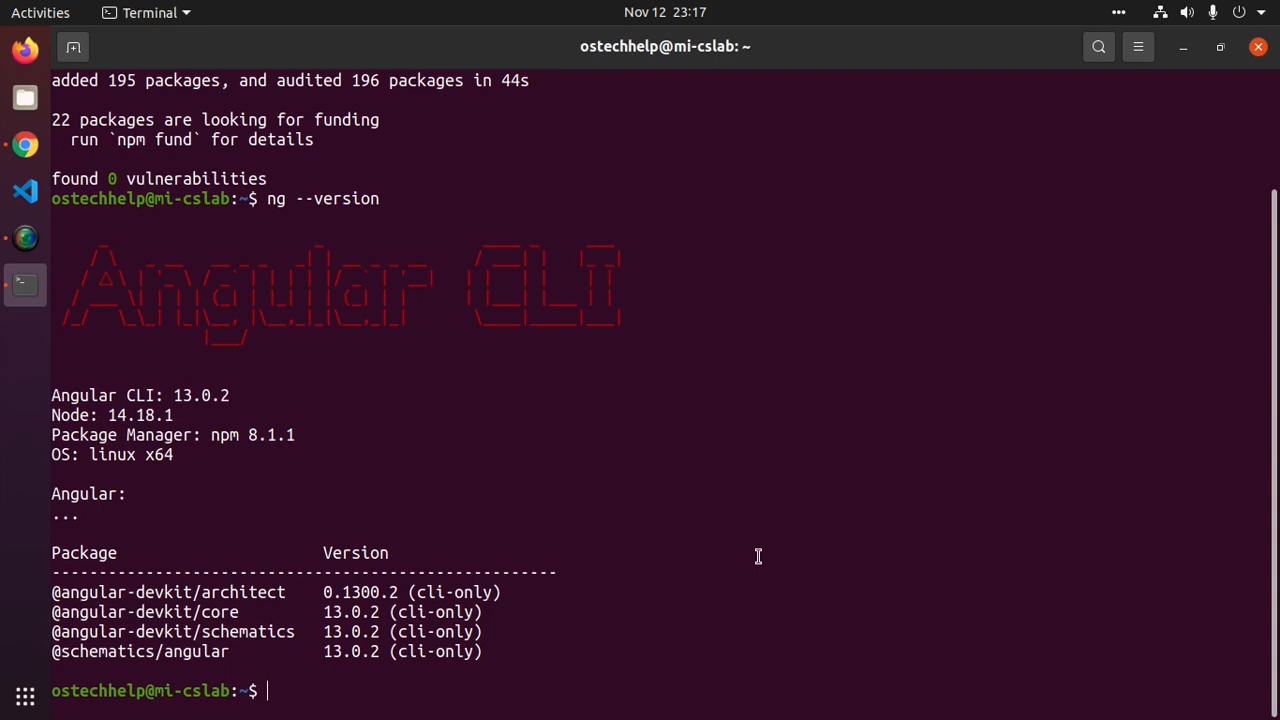 Activities Terminal Nov 12 23:17
ostechhelp@mi-cslab: ~
added 195 packages, and audited 196 packages in 44s
22 packages are looking for funding
run `npm fund` for details
found 0 vulnerabilities
ostechhelp@mi-cslab:~$ ng --version
Angular CLI
Angular CLI: 13.0.2
Node: 14.18.1
Package Manager: npm 8.1.1
OS: linux x64
Angular:
...
Package Version
------------------------------------------------------
@angular-devkit/architect 0.1300.2 (cli-only)
@angular-devkit/core 13.0.2 (cli-only)
@angular-devkit/schematics 13.0.2 (cli-only)
@schematics/angular 13.0.2 (cli-only)
ostechhelp@mi-cslab:~$